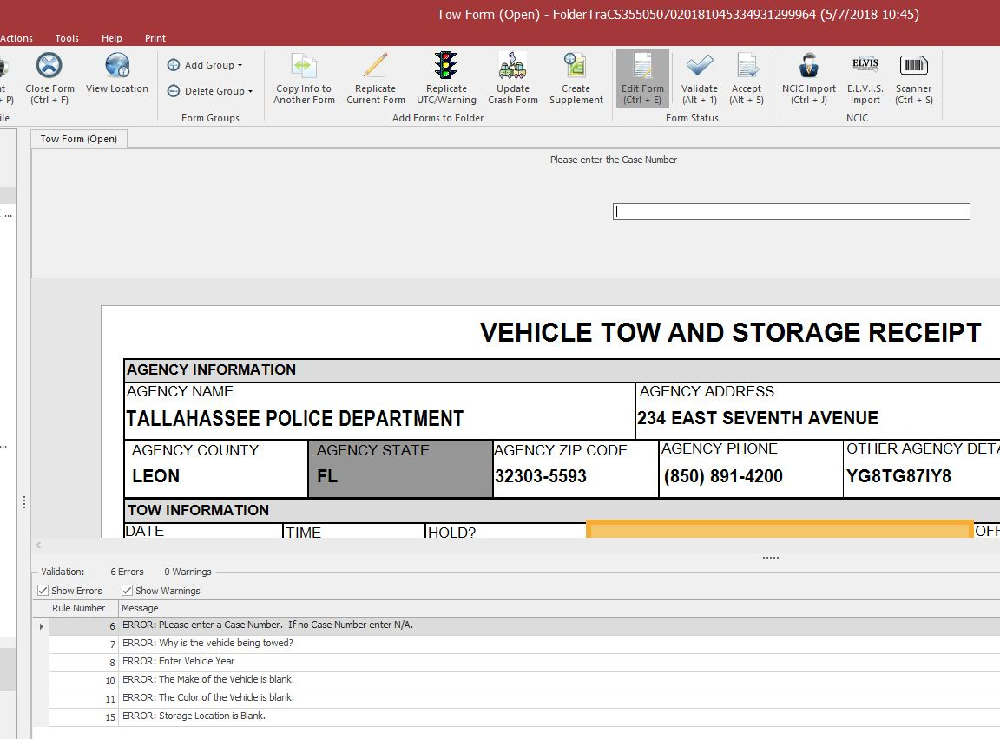 Tow Form (Open) - FolderTraCS3550507020181045334931299964 (5/7/2018 10:45)
Actions Tools Help Print
Close Form (Ctrl + F)
View Location
Add Group
Delete Group
Form Groups
Copy Info to Another Form
Replicate Current Form
Replicate UTC/Warning
Update Crash Form
Create Supplement
Add Forms to Folder
Edit Form (Ctrl + E)
Validate (Alt + 1)
Accept (Alt + 5)
Form Status
NCIC Import (Ctrl + J)
ELVIS
E.L.V.I.S. Import
Scanner (Ctrl + S)
NCIC
Tow Form (Open)
Please enter the Case Number
VEHICLE TOW AND STORAGE RECEIPT
AGENCY INFORMATION
AGENCY NAME AGENCY ADDRESS
TALLAHASSEE POLICE DEPARTMENT 234 EAST SEVENTH AVENUE
AGENCY COUNTY AGENCY STATE AGENCY ZIP CODE AGENCY PHONE OTHER AGENCY DETA
LEON FL 32303-5593 (850) 891-4200 YG8TG87IY8
TOW INFORMATION
DATE TIME HOLD? OFF
Validation: 6 Errors 0 Warnings
Show Errors Show Warnings
Rule Number Message
6 ERROR: PLease enter a Case Number. If no Case Number enter N/A.
7 ERROR: Why is the vehicle being towed?
8 ERROR: Enter Vehicle Year
10 ERROR: The Make of the Vehicle is blank.
11 ERROR: The Color of the Vehicle is blank.
15 ERROR: Storage Location is Blank.